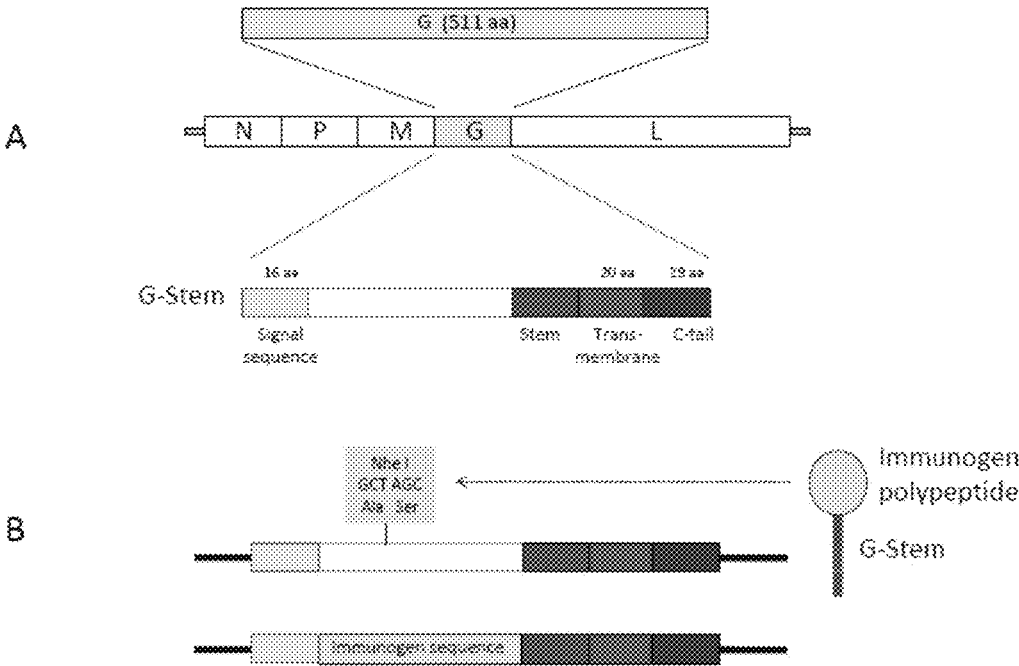 G (511 aa)
A
N P M G L
16 aa 20 aa 29 aa
G-Stem
Signal sequence
Stem
Trans-membrane
C-tail
B
Nhe I
GCT AGC
Ala Ser
Immunogen polypeptide
G-Stem
Immunogen sequence